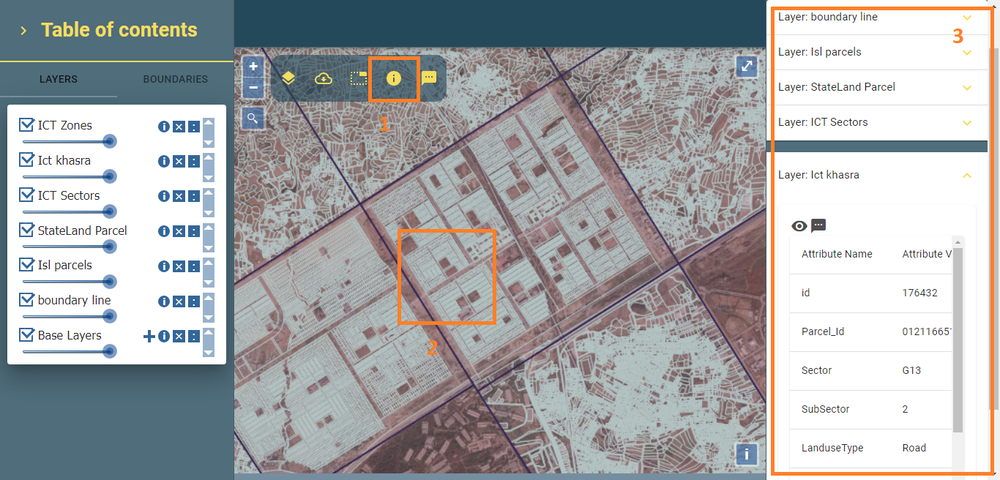 Table of contents
LAYERS
BOUNDARIES
ICT Zones
Ict khasra
ICT Sectors
StateLand Parcel
Isl parcels
boundary line
Base Layers
1
2
3
Layer: boundary line
Layer: Isl parcels
Layer: StateLand Parcel
Layer: ICT Sectors
Layer: Ict khasra
Attribute Name Attribute V
id 176432
Parcel_Id
Sector G13
SubSector 2
LanduseType Road